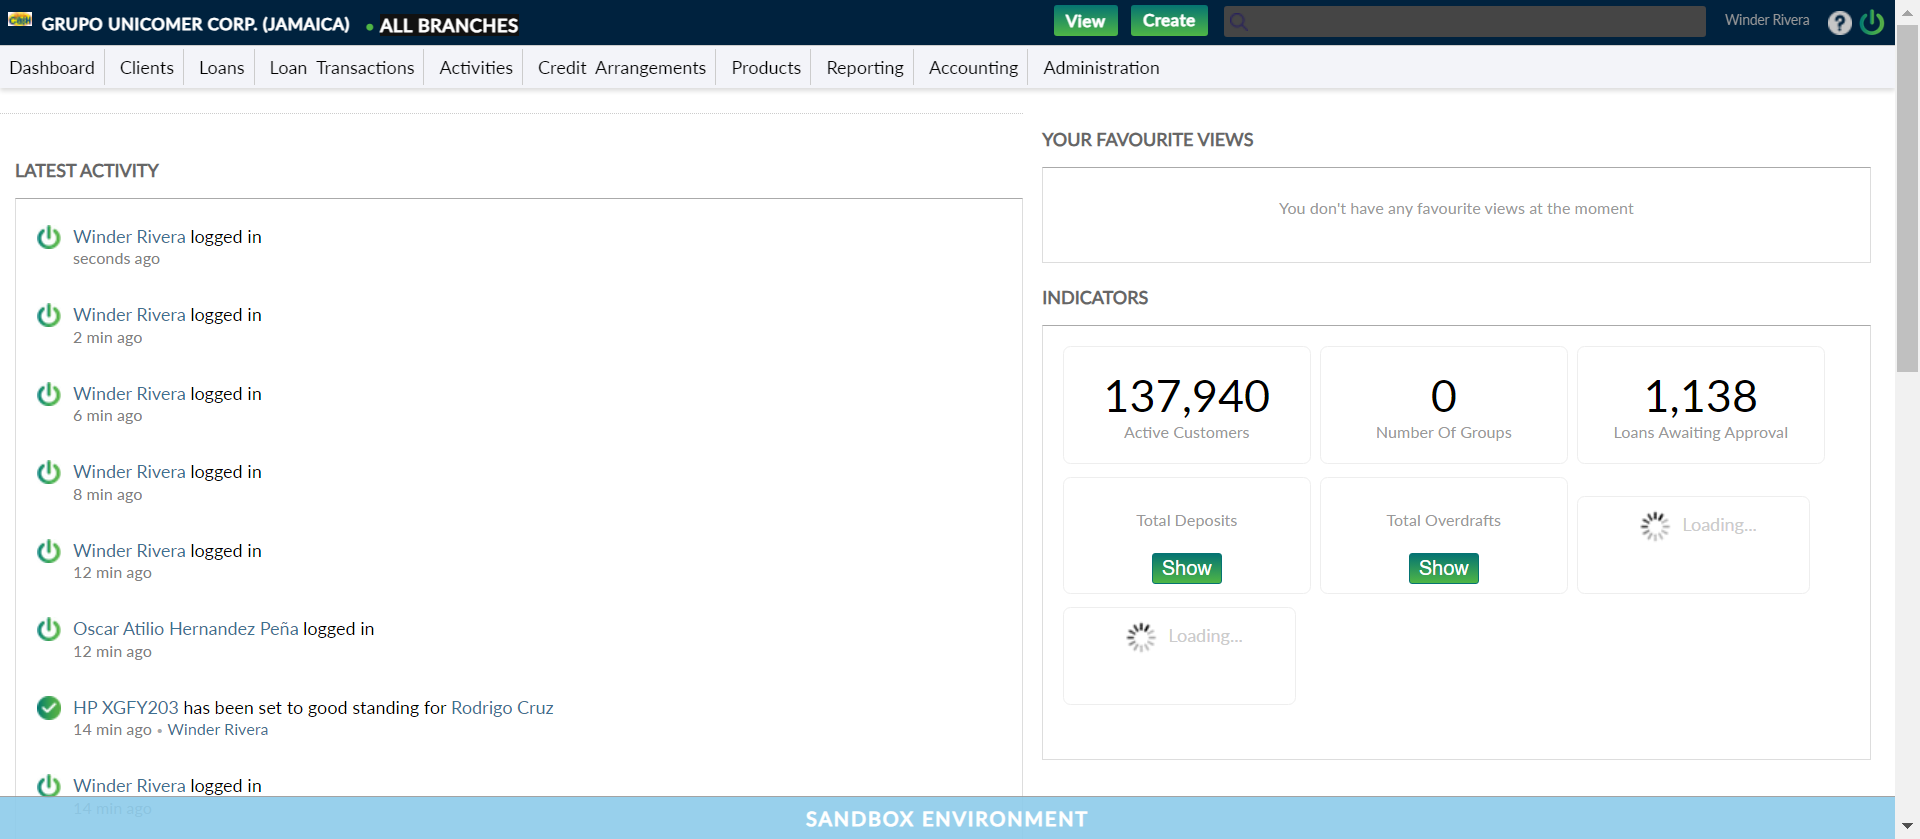 GRUPO UNICOMER CORP. (JAMAICA) • ALL BRANCHES View Create Winder Rivera ?
Dashboard Clients Loans Loan Transactions Activities Credit Arrangements Products Reporting Accounting Administration
LATEST ACTIVITY
Winder Rivera logged in
seconds ago
Winder Rivera logged in
2 min ago
Winder Rivera logged in
6 min ago
Winder Rivera logged in
8 min ago
Winder Rivera logged in
12 min ago
Oscar Atilio Hernandez Peña logged in
12 min ago
HP XGFY203 has been set to good standing for Rodrigo Cruz
14 min ago • Winder Rivera
Winder Rivera logged in
14 min ago
YOUR FAVOURITE VIEWS
You don't have any favourite views at the moment
INDICATORS
137,940
Active Customers
0
Number Of Groups
1,138
Loans Awaiting Approval
Total Deposits
Show
Total Overdrafts
Show
Loading...
Loading...
SANDBOX ENVIRONMENT